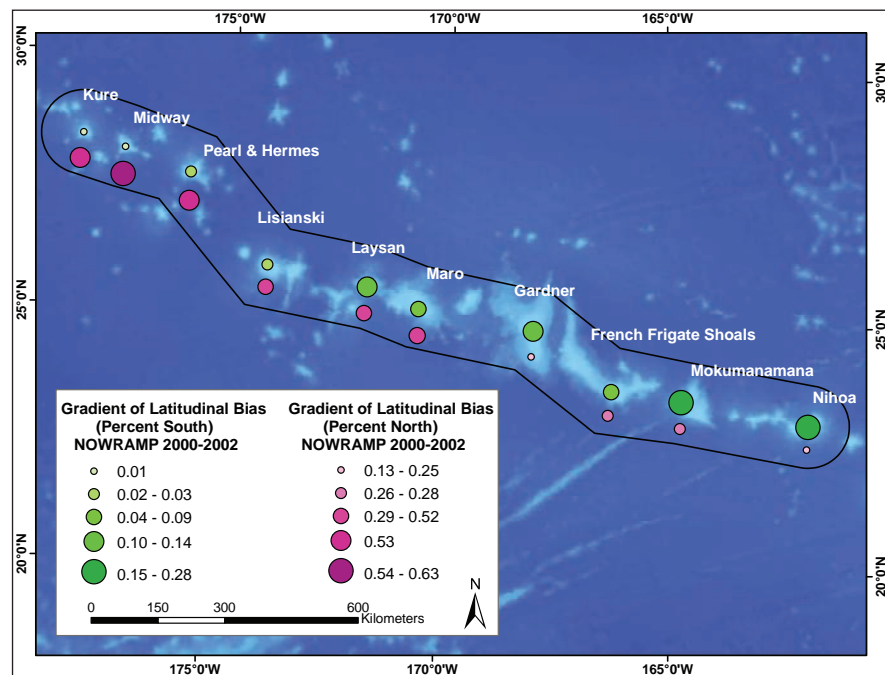 175°0'W 170°0'W 165°0'W
30°0'N
30°0'N
Kure
Midway
Pearl & Hermes
Lisianski
Laysan
Maro
Gardner
French Frigate Shoals
Mokumanamana
Nihoa
25°0'N
25°0'N
20°0'N
20°0'N
Gradient of Latitudinal Bias
(Percent South)
NOWRAMP 2000-2002
0.01
0.02 - 0.03
0.04 - 0.09
0.10 - 0.14
0.15 - 0.28
Gradient of Latitudinal Bias
(Percent North)
NOWRAMP 2000-2002
0.13 - 0.25
0.26 - 0.28
0.29 - 0.52
0.53
0.54 - 0.63
N
0 150 300 600
Kilometers
175°0'W 170°0'W 165°0'W